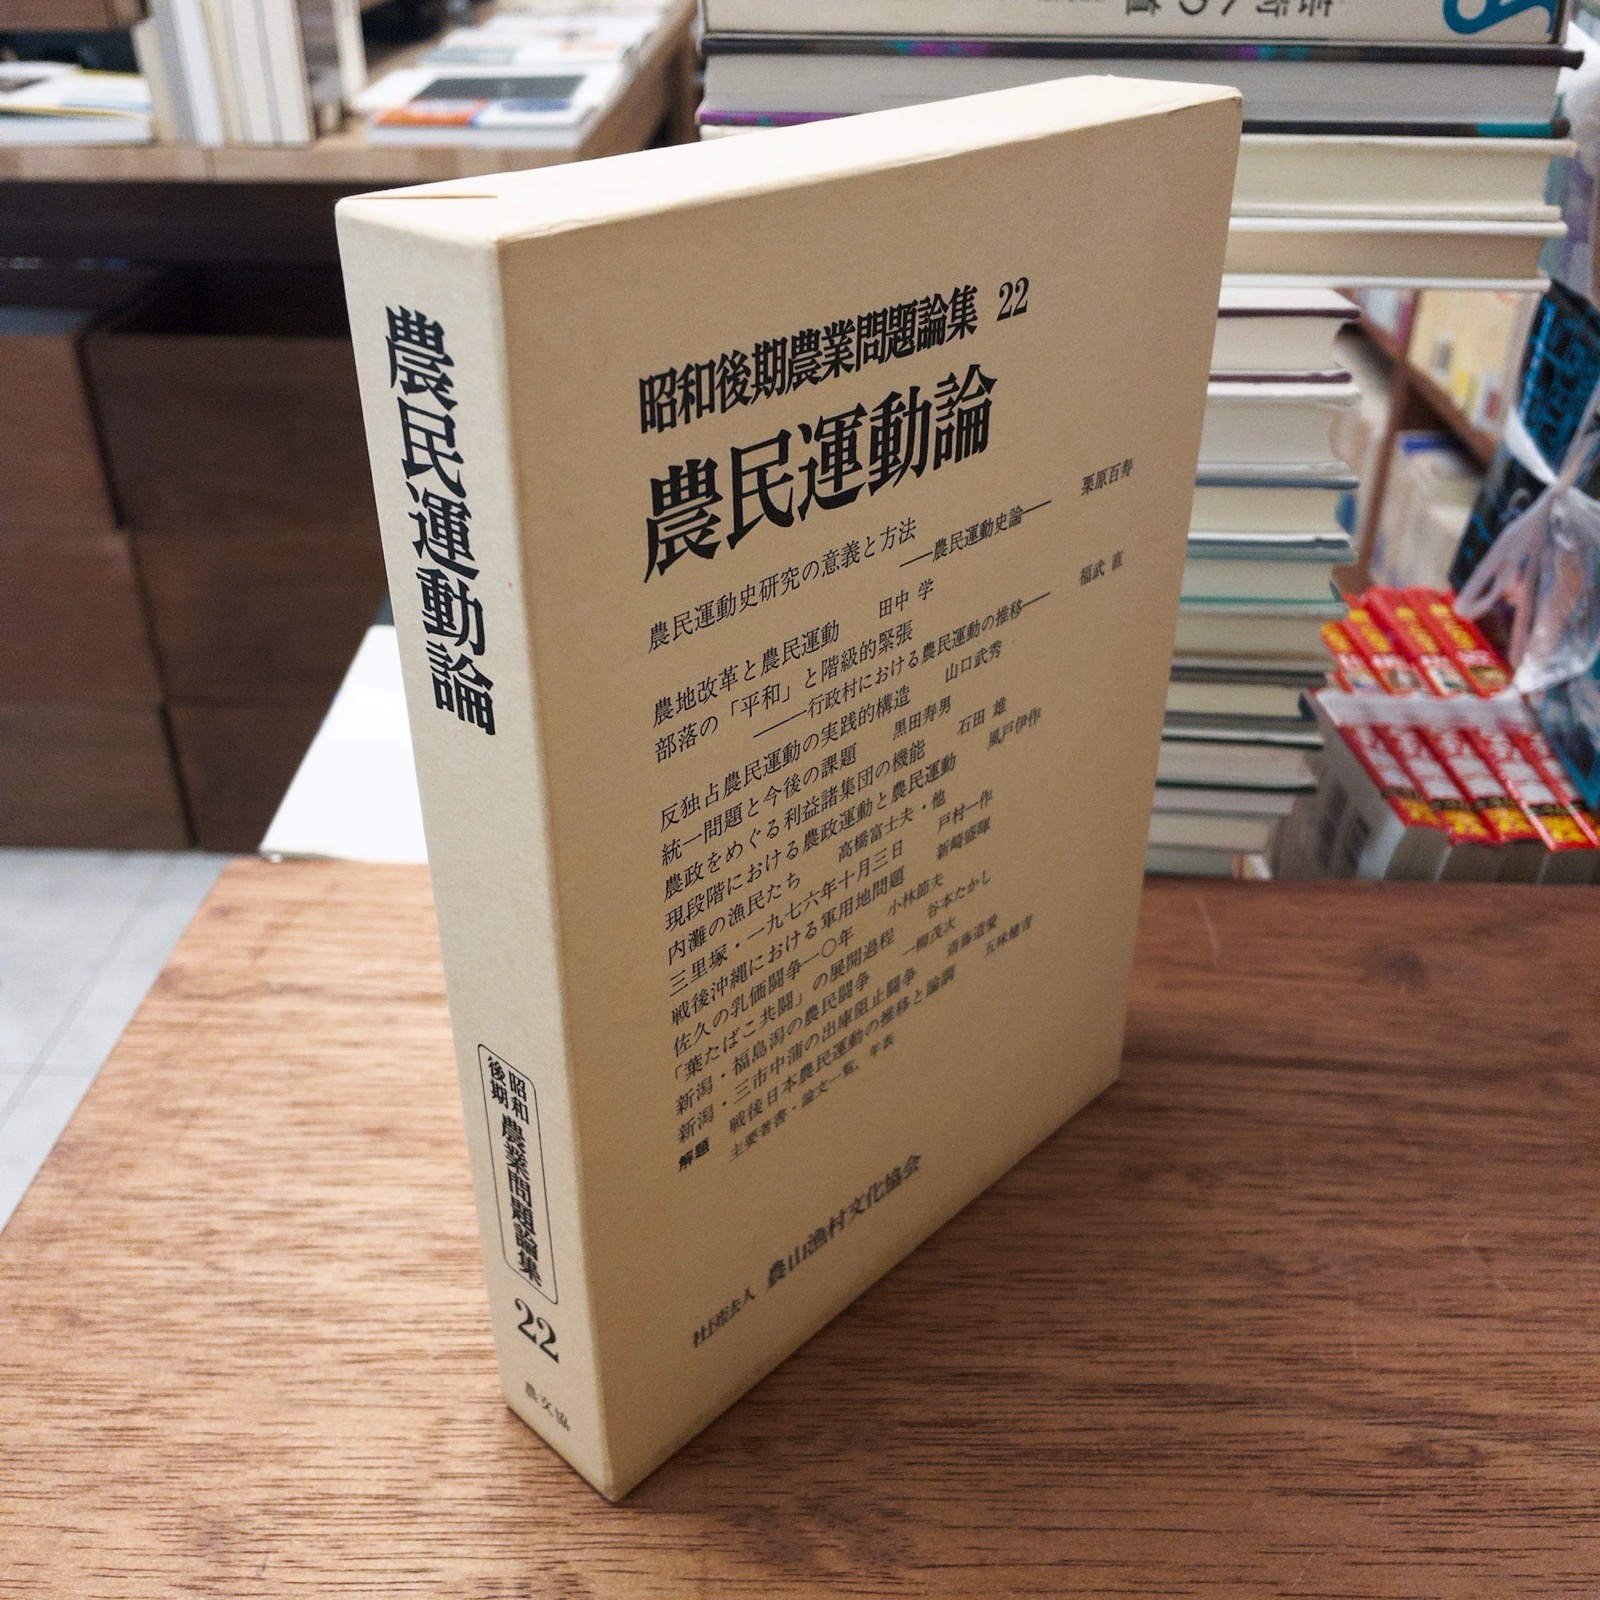 農民運動論
昭和後期
農業問題論集
22
農文協
昭和後期農業問題論集 22
農民運動論
農民運動史研究の意義と方法
──農民運動史論── 栗原百寿
農地改革と農民運動 田中 学
部落の「平和」と階級的緊張
──行政村における農民運動の推移── 福武 直
反独占農民運動の実践的構造 山口武秀
統一問題と今後の課題 黒田寿男
農政をめぐる利益諸集団の機能 石田 雄
現段階における農政運動と農民運動 風戸伊作
内灘の漁民たち 高橋富士夫・他
三里塚・一九七六年十月三日 戸村一作
戦後沖縄における軍用地問題 新崎盛暉
佐久の乳価闘争一〇年 小林節夫
「葉たばこ共闘」の展開過程 谷本たかし
新潟・福島潟の農民闘争 一柳茂次
新潟・三市中蒲の出庫阻止闘争 斎藤道愛
解題 戦後日本農民運動の推移と論調 五味健吉
主要著書・論文一覧、年表
社団法人 農山漁村文化協会